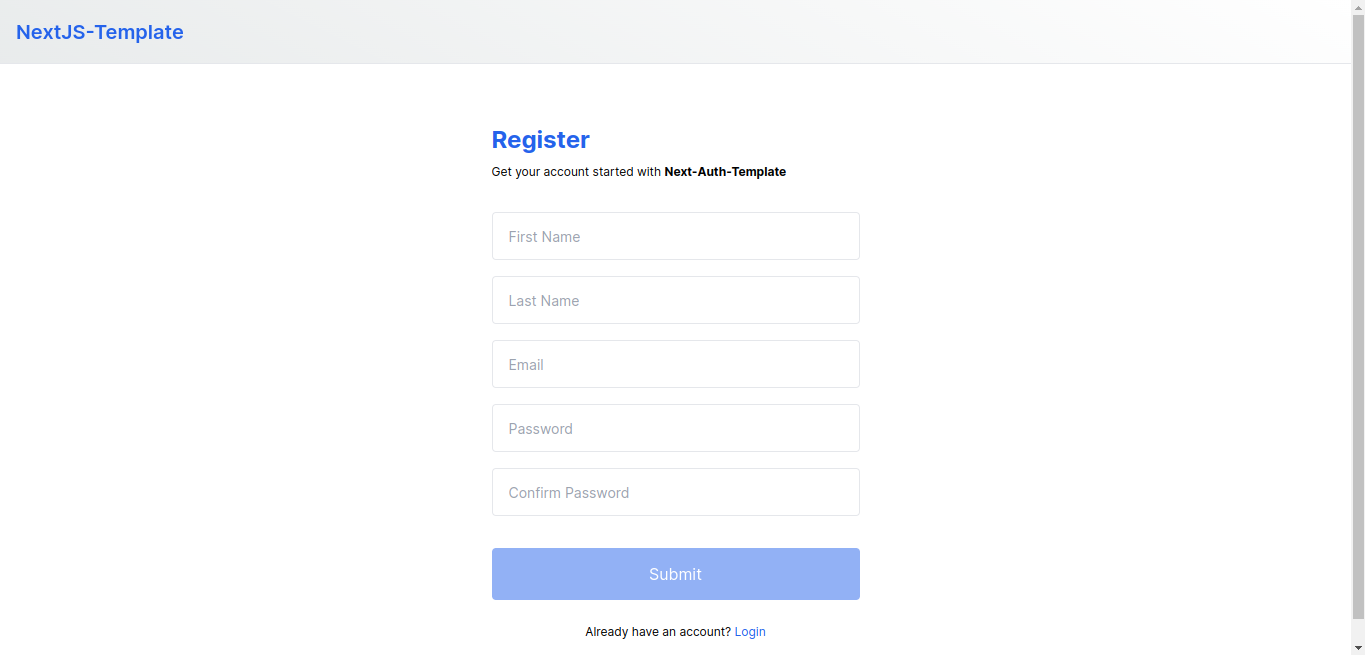 NextJS-Template
Register
Get your account started with Next-Auth-Template
First Name
Last Name
Email
Password
Confirm Password
Submit
Already have an account? Login